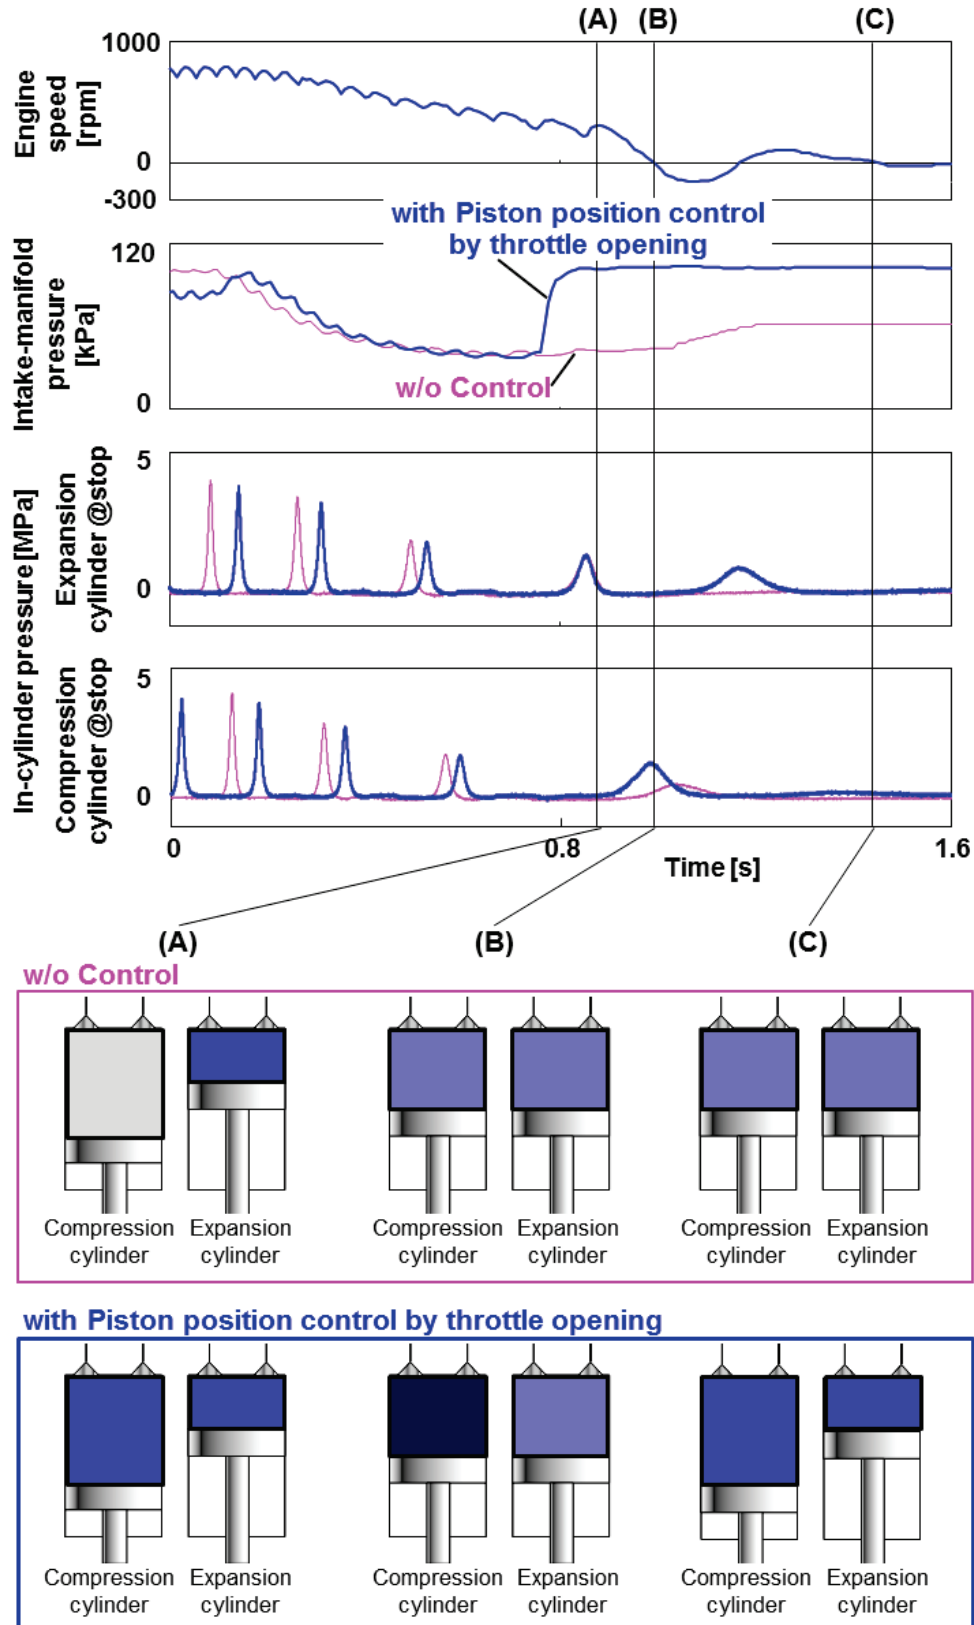 (A) (B) (C)
1000
Engine
speed
[rpm]
0
-300
with Piston position control
by throttle opening
120
Intake-manifold
pressure
[kPa]
w/o Control
0
In-cylinder pressure [MPa]
5
Expansion
cylinder @stop
0
5
Compression
cylinder @stop
0
0 0.8 1.6
Time [s]
(A) (B) (C)
w/o Control
Compression Expansion Compression Expansion Compression Expansion
cylinder cylinder cylinder cylinder cylinder cylinder
with Piston position control by throttle opening
Compression Expansion Compression Expansion Compression Expansion
cylinder cylinder cylinder cylinder cylinder cylinder